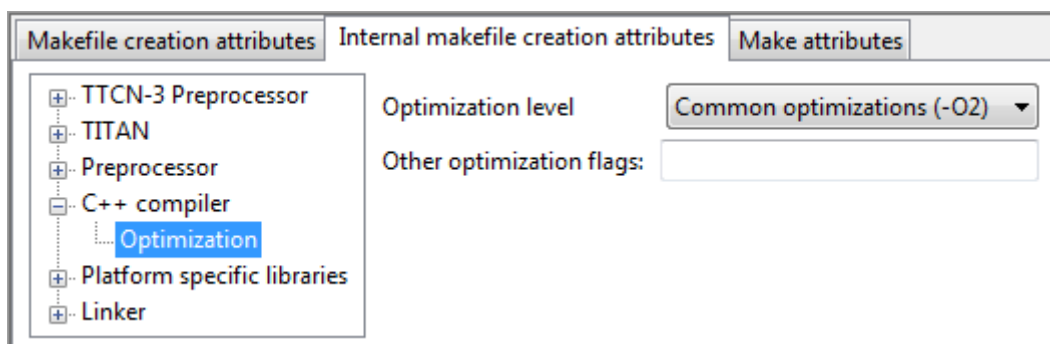 Makefile creation attributes Internal makefile creation attributes Make attributes
TTCN-3 Preprocessor
TITAN
Preprocessor
C++ compiler
Optimization
Platform specific libraries
Linker
Optimization level Common optimizations (-O2)
Other optimization flags: